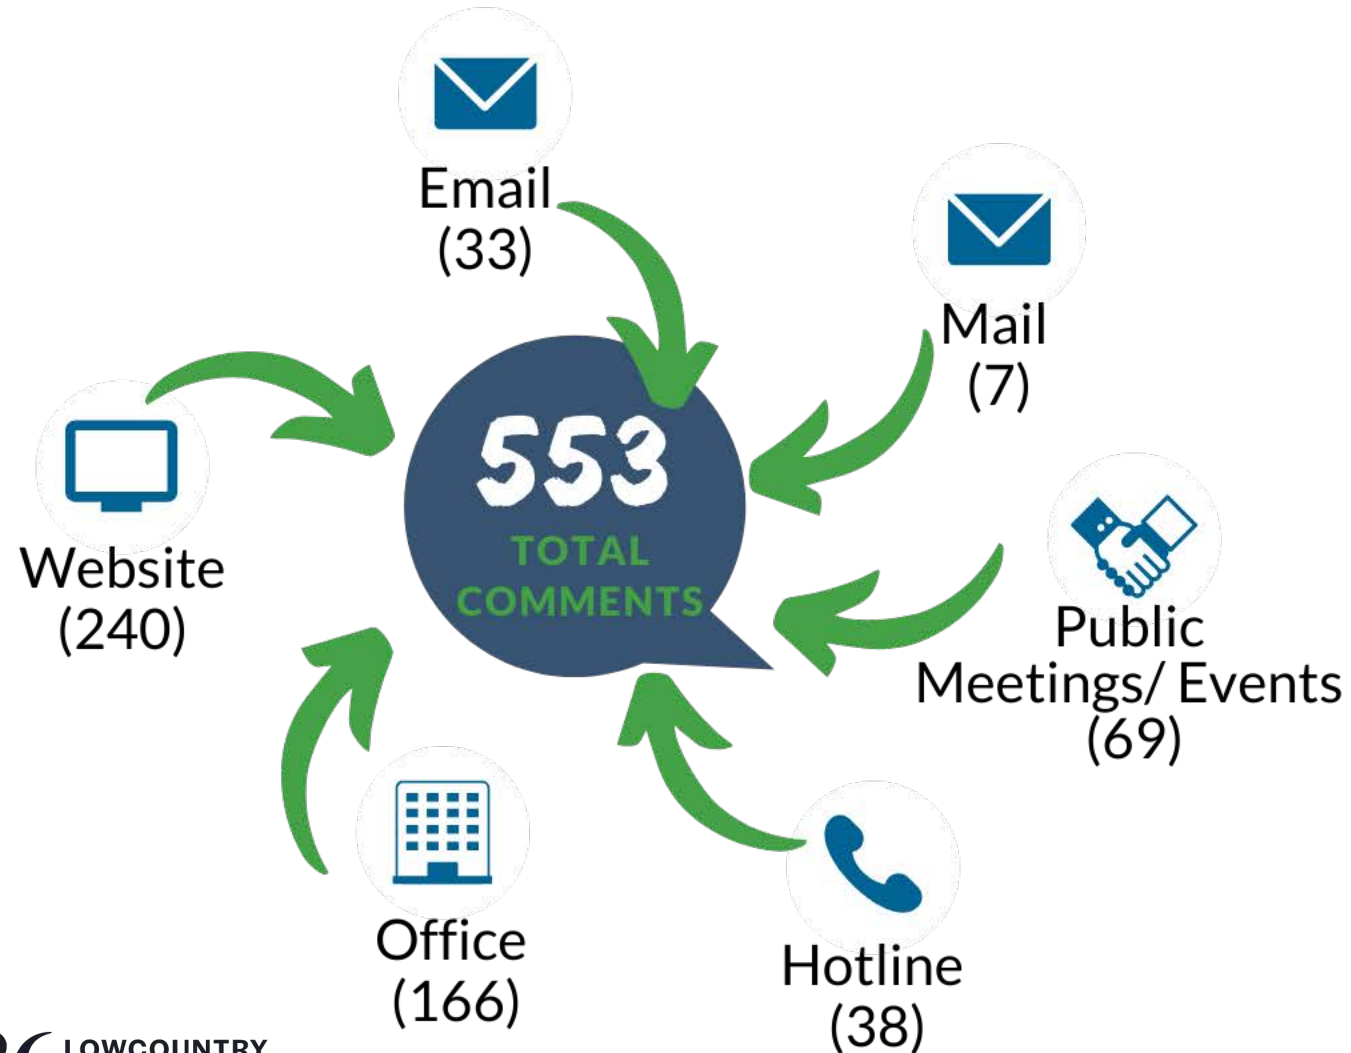 Email
(33)
Mail
(7)
553
TOTAL
COMMENTS
Website
(240)
Public
Meetings/ Events
(69)
Office
(166)
Hotline
(38)
LOWCOUNTRY